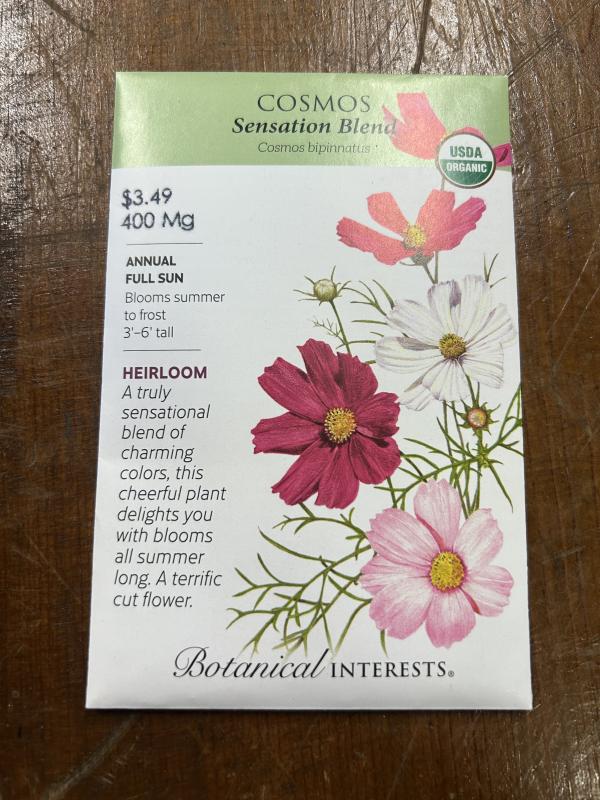 COSMOS
Sensation Blend
Cosmos bipinnatus
USDA
ORGANIC
$3.49
400 Mg
ANNUAL
FULL SUN
Blooms summer
to frost
3'–6' tall
HEIRLOOM
A truly
sensational
blend of
charming
colors, this
cheerful plant
delights you
with blooms
all summer
long. A terrific
cut flower.
Botanical INTERESTS®